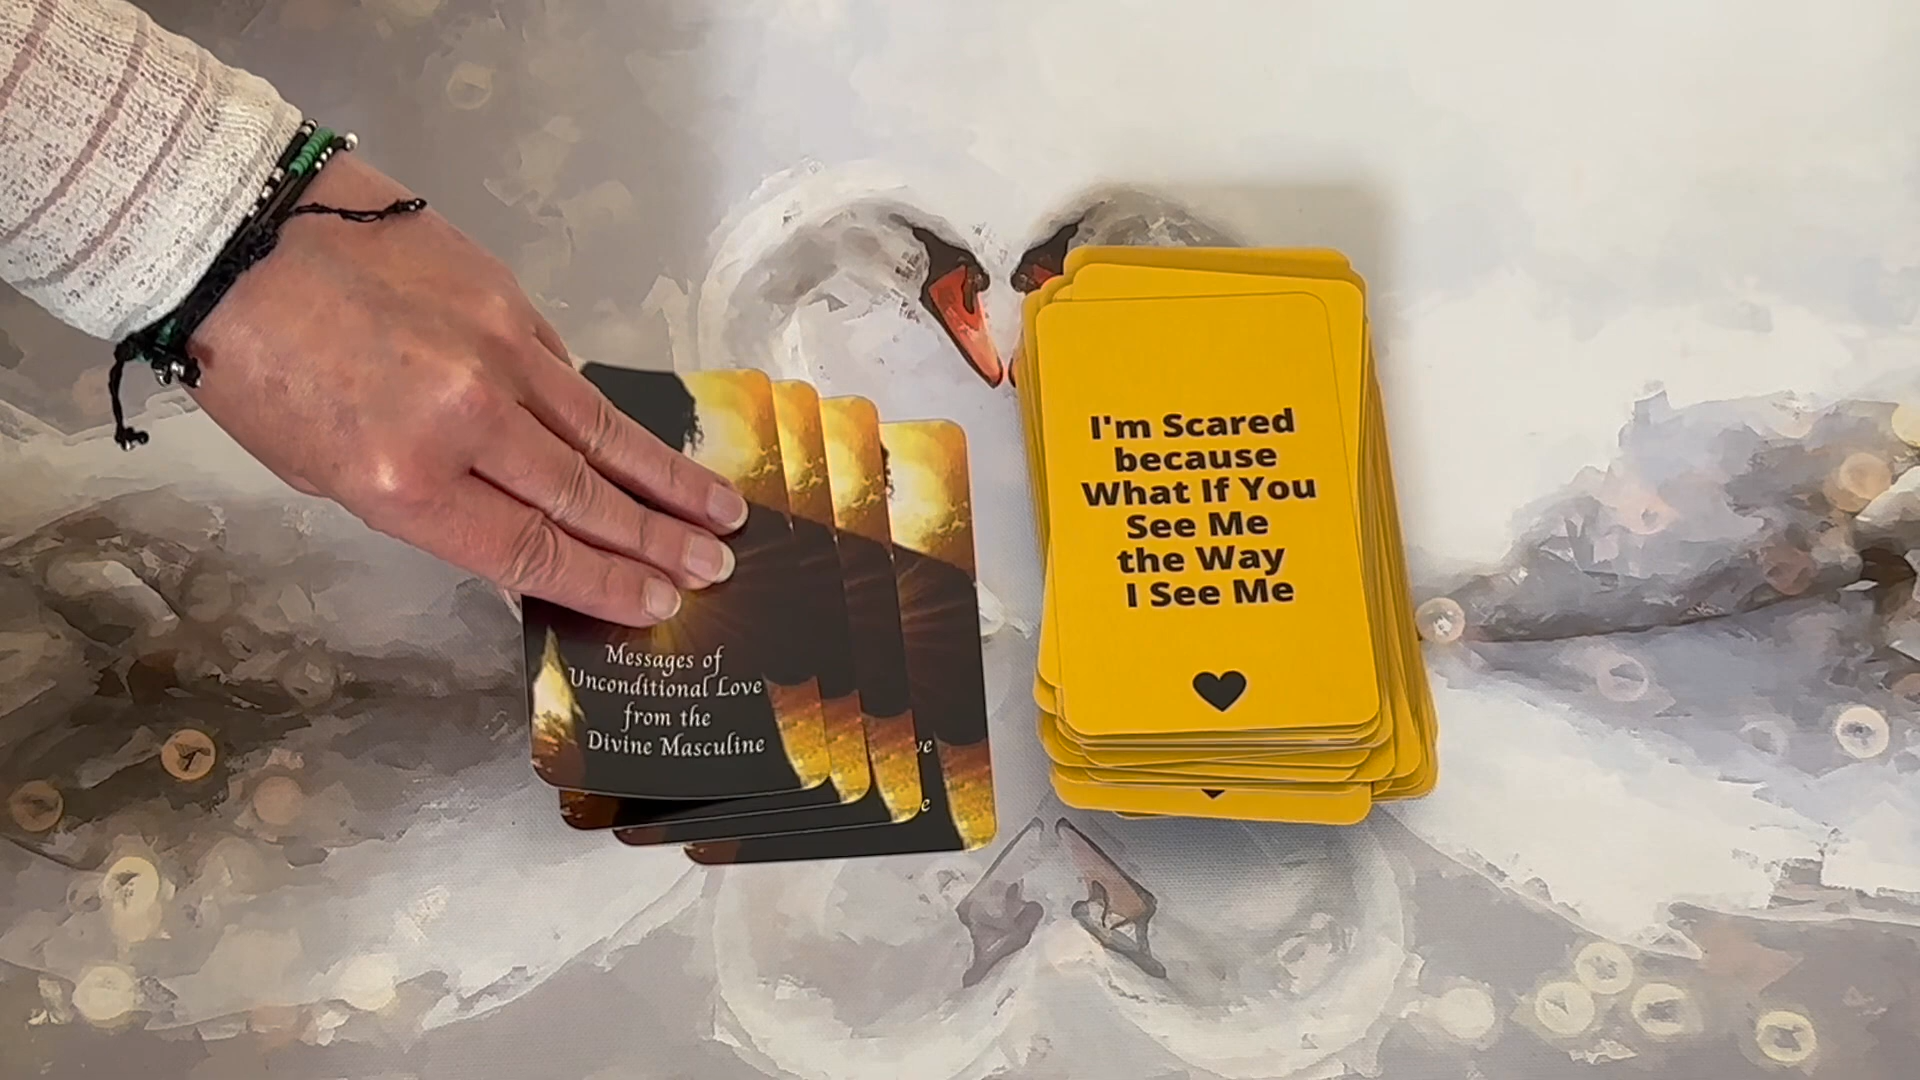 Messages of
Unconditional Love
from the
Divine Masculine
ve
e
I'm Scared
because
What If You
See Me
the Way
I See Me